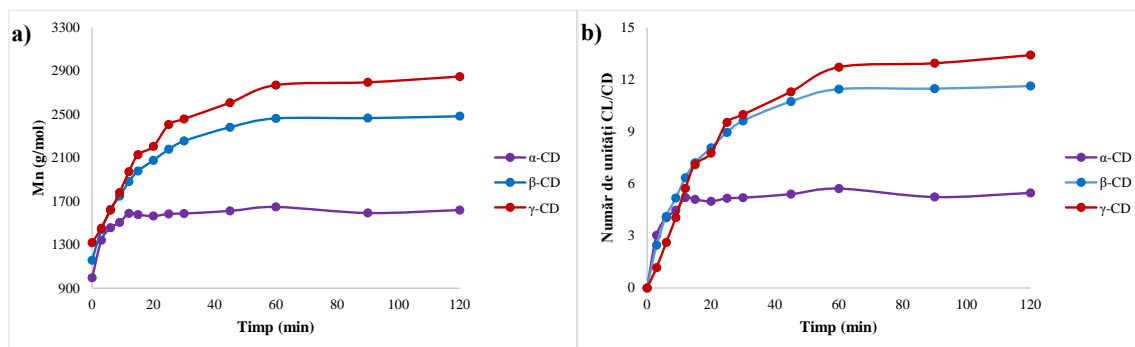 a)
Mn (g/mol)
3300
2900
2500
2100
1700
1300
900
0
20
40
60
80
100
120
Timp (min)
α-CD
β-CD
γ-CD
b)
Număr de unități CL/CD
15
12
9
6
3
0
0
20
40
60
80
100
120
Timp (min)
α-CD
β-CD
γ-CD